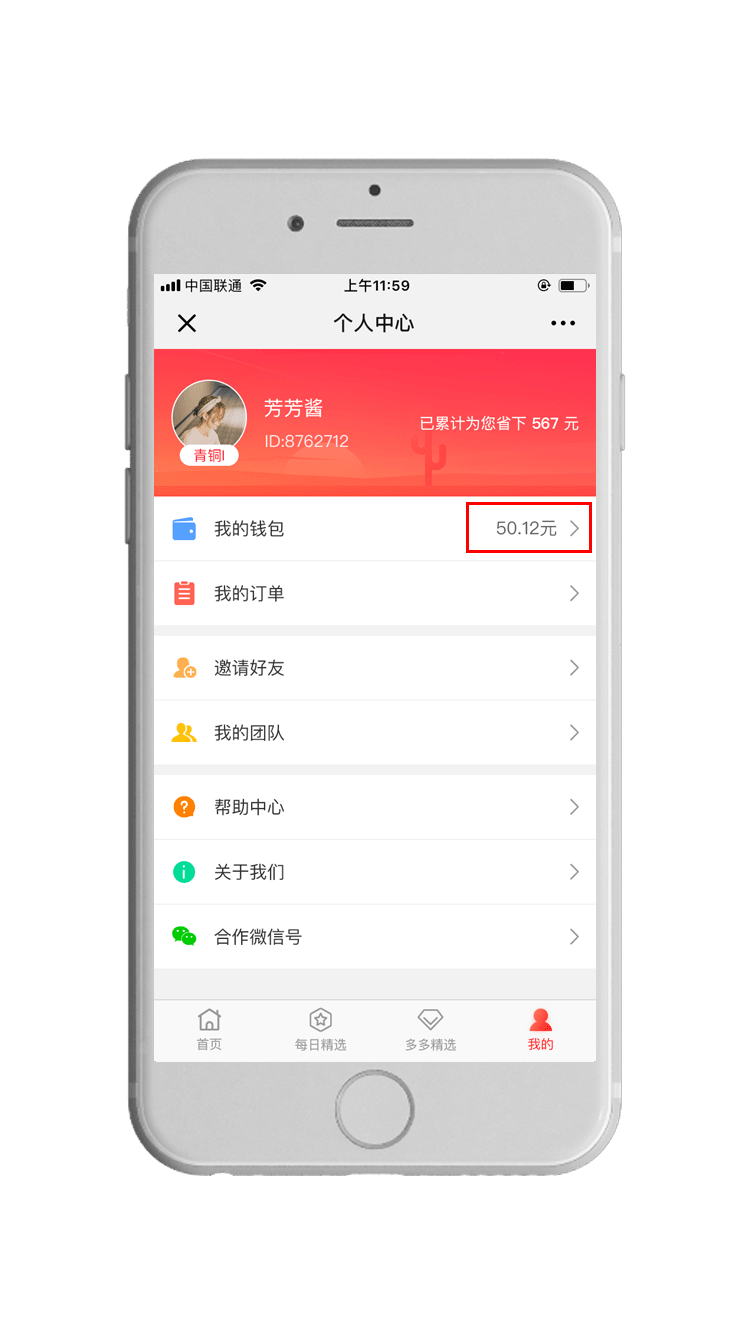 中国联通 上午11:59
个人中心
芳芳酱
已累计为您省下 567 元
ID:8762712
青铜I
我的钱包 50.12元
我的订单
邀请好友
我的团队
帮助中心
关于我们
合作微信号
首页 每日精选 多多精选 我的